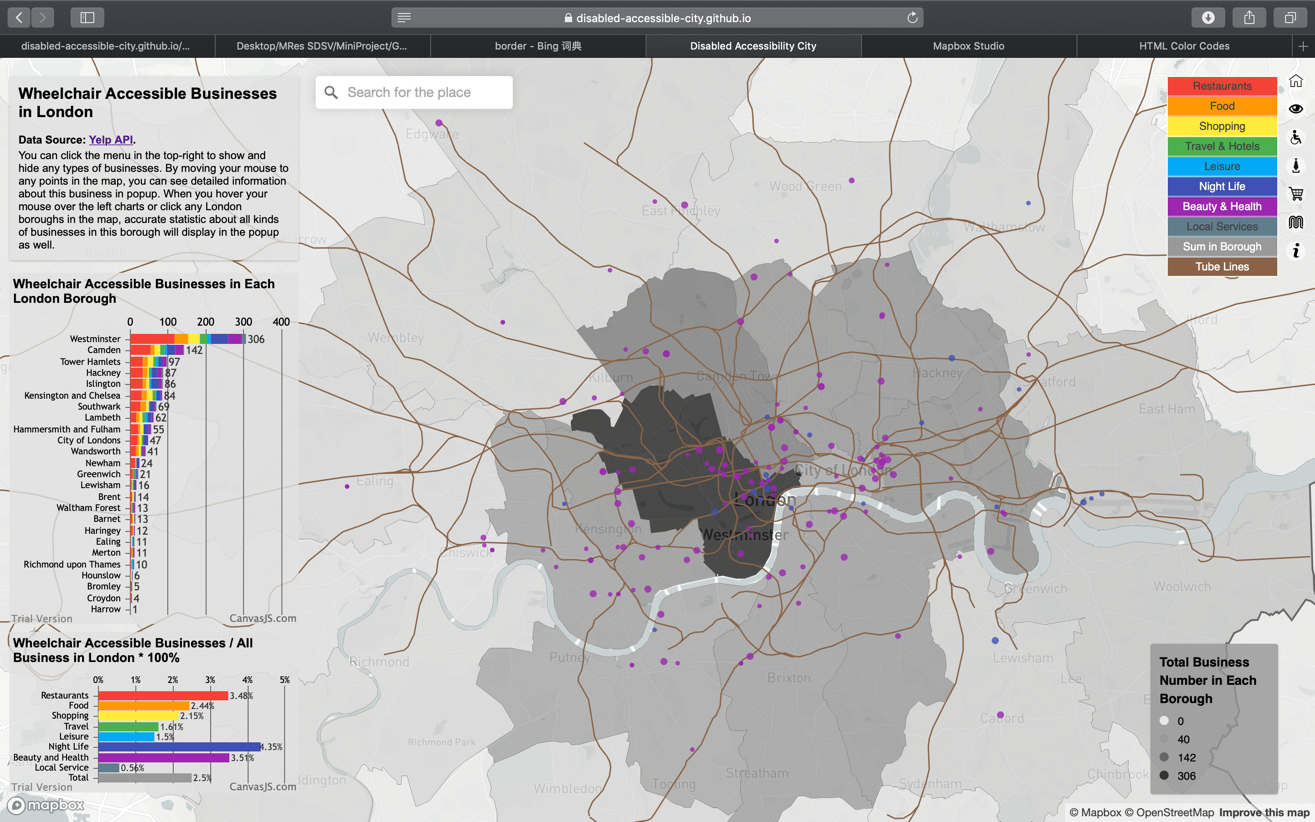 disabled-accessible-city.github.io
disabled-accessible-city.github.io/...
Desktop/MRes SDSV/MiniProject/G...
border - Bing 词典
Disabled Accessibility City
Mapbox Studio
HTML Color Codes
Wheelchair Accessible Businesses
in London
Data Source: Yelp API.
You can click the menu in the top-right to show and
hide any types of businesses. By moving your mouse to
any points in the map, you can see detailed information
about this business in popup. When you hover your
mouse over the left charts or click any London
boroughs in the map, accurate statistic about all kinds
of businesses in this borough will display in the popup
as well.
Search for the place
Restaurants
Food
Shopping
Travel & Hotels
Leisure
Night Life
Beauty & Health
Local Services
Sum in Borough
Tube Lines
Wheelchair Accessible Businesses in Each
London Borough
0 100 200 300 400
Westminster 306
Camden 142
Tower Hamlets 97
Hackney 87
Islington 86
Kensington and Chelsea 84
Southwark 69
Lambeth 62
Hammersmith and Fulham 55
City of Londons 47
Wandsworth 41
Newham 24
Greenwich 21
Lewisham 16
Brent 14
Waltham Forest 13
Barnet 13
Haringey 12
Ealing 11
Merton 11
Richmond upon Thames 10
Hounslow 6
Bromley 5
Croydon 4
Harrow 1
Trial Version CanvasJS.com
Wheelchair Accessible Businesses / All
Business in London * 100%
0% 1% 2% 3% 4% 5%
Restaurants 3.48%
Food 2.44%
Shopping 2.15%
Travel 1.61%
Leisure 1.5%
Night Life 4.35%
Beauty and Health 3.51%
Local Service 0.56%
Total 2.5%
Trial Version CanvasJS.com
mapbox
Edgware
Wood Green
East Finchley
Walthamstow
Wembley
Ilford
Kilburn
Camden Town
Hackney
East Ham
Ealing
City of London
London
Kensington
Westminster
Chiswick
Greenwich
Woolwich
Richmond
Putney
Brixton
Lewisham
Lee
Catford
Richmond Park
Streatham
Tooting
Wimbledon
Sydenham
Total Business
Number in Each
Borough
0
40
142
306
© Mapbox © OpenStreetMap Improve this map